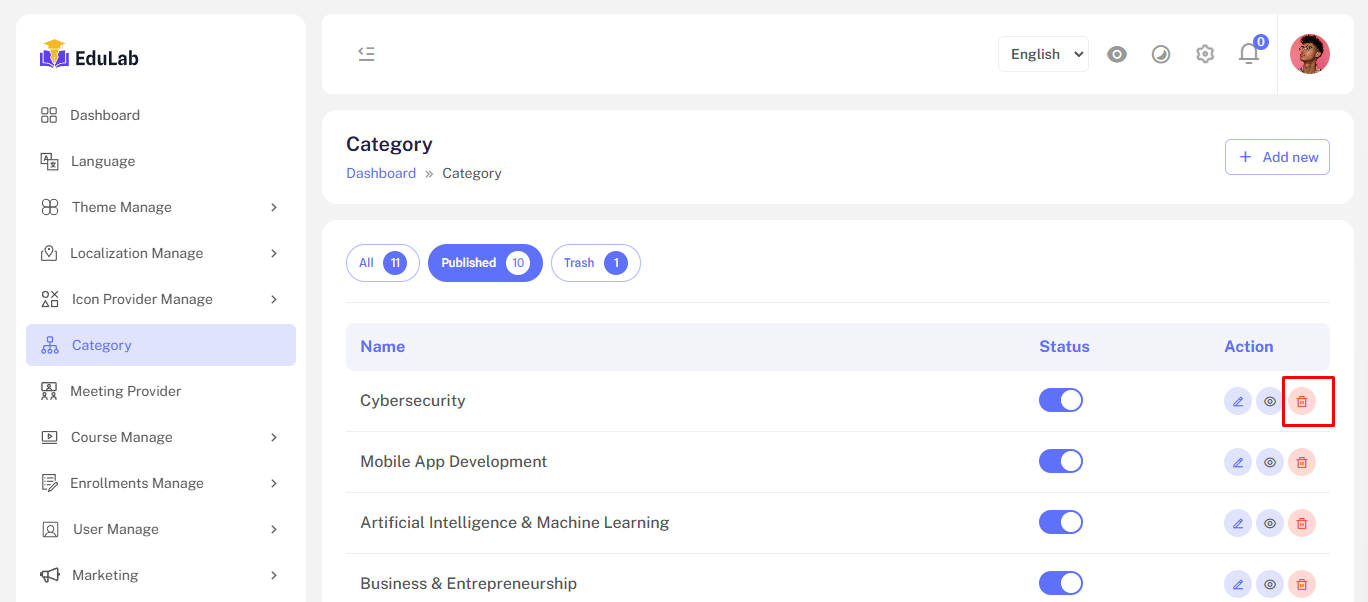 EduLab
Dashboard
Language
Theme Manage
Localization Manage
Icon Provider Manage
Category
Meeting Provider
Course Manage
Enrollments Manage
User Manage
Marketing
English
0
Category
Dashboard » Category
+ Add new
All 11
Published 10
Trash 1
Name Status Action
Cybersecurity
Mobile App Development
Artificial Intelligence & Machine Learning
Business & Entrepreneurship